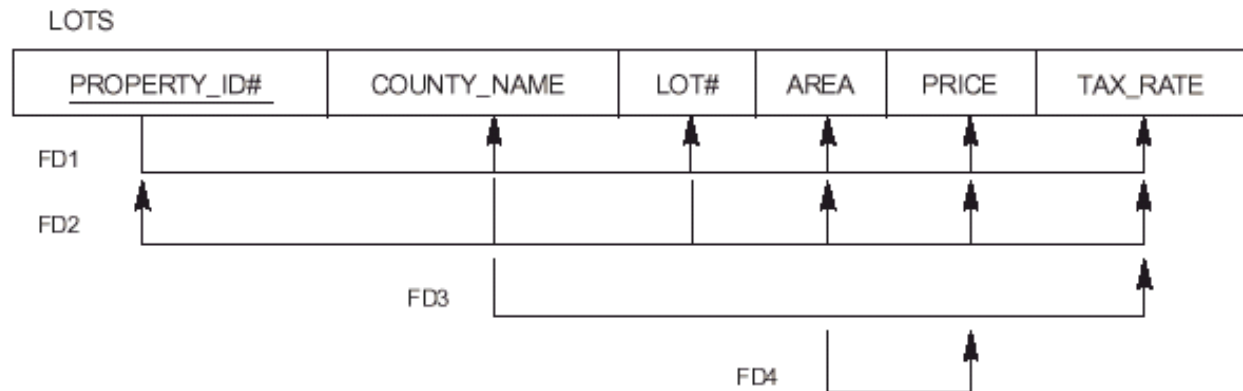 LOTS
PROPERTY_ID# COUNTY_NAME LOT# AREA PRICE TAX_RATE
FD1
FD2
FD3
FD4